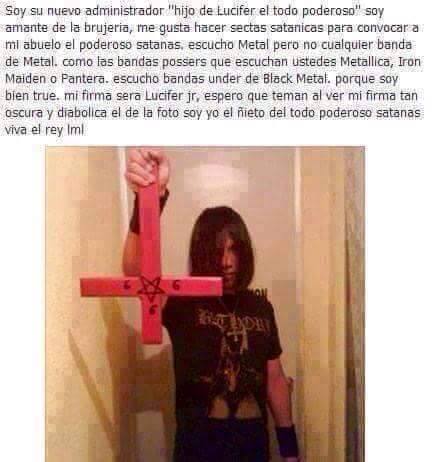 Soy su nuevo administrador "hijo de Lucifer el todo poderoso" soy
amante de la brujeria, me gusta hacer sectas satanicas para convocar a
mi abuelo el poderoso satanas. escucho Metal pero no cualquier banda
de Metal. como las bandas possers que escuchan ustedes Metallica, Iron
Maiden o Pantera. escucho bandas under de Black Metal. porque soy
bien true. mi firma sera Lucifer jr, espero que teman al ver mi firma tan
oscura y diabolica el de la foto soy yo el ñieto del todo poderoso satanas
viva el rey lml
6 6
6